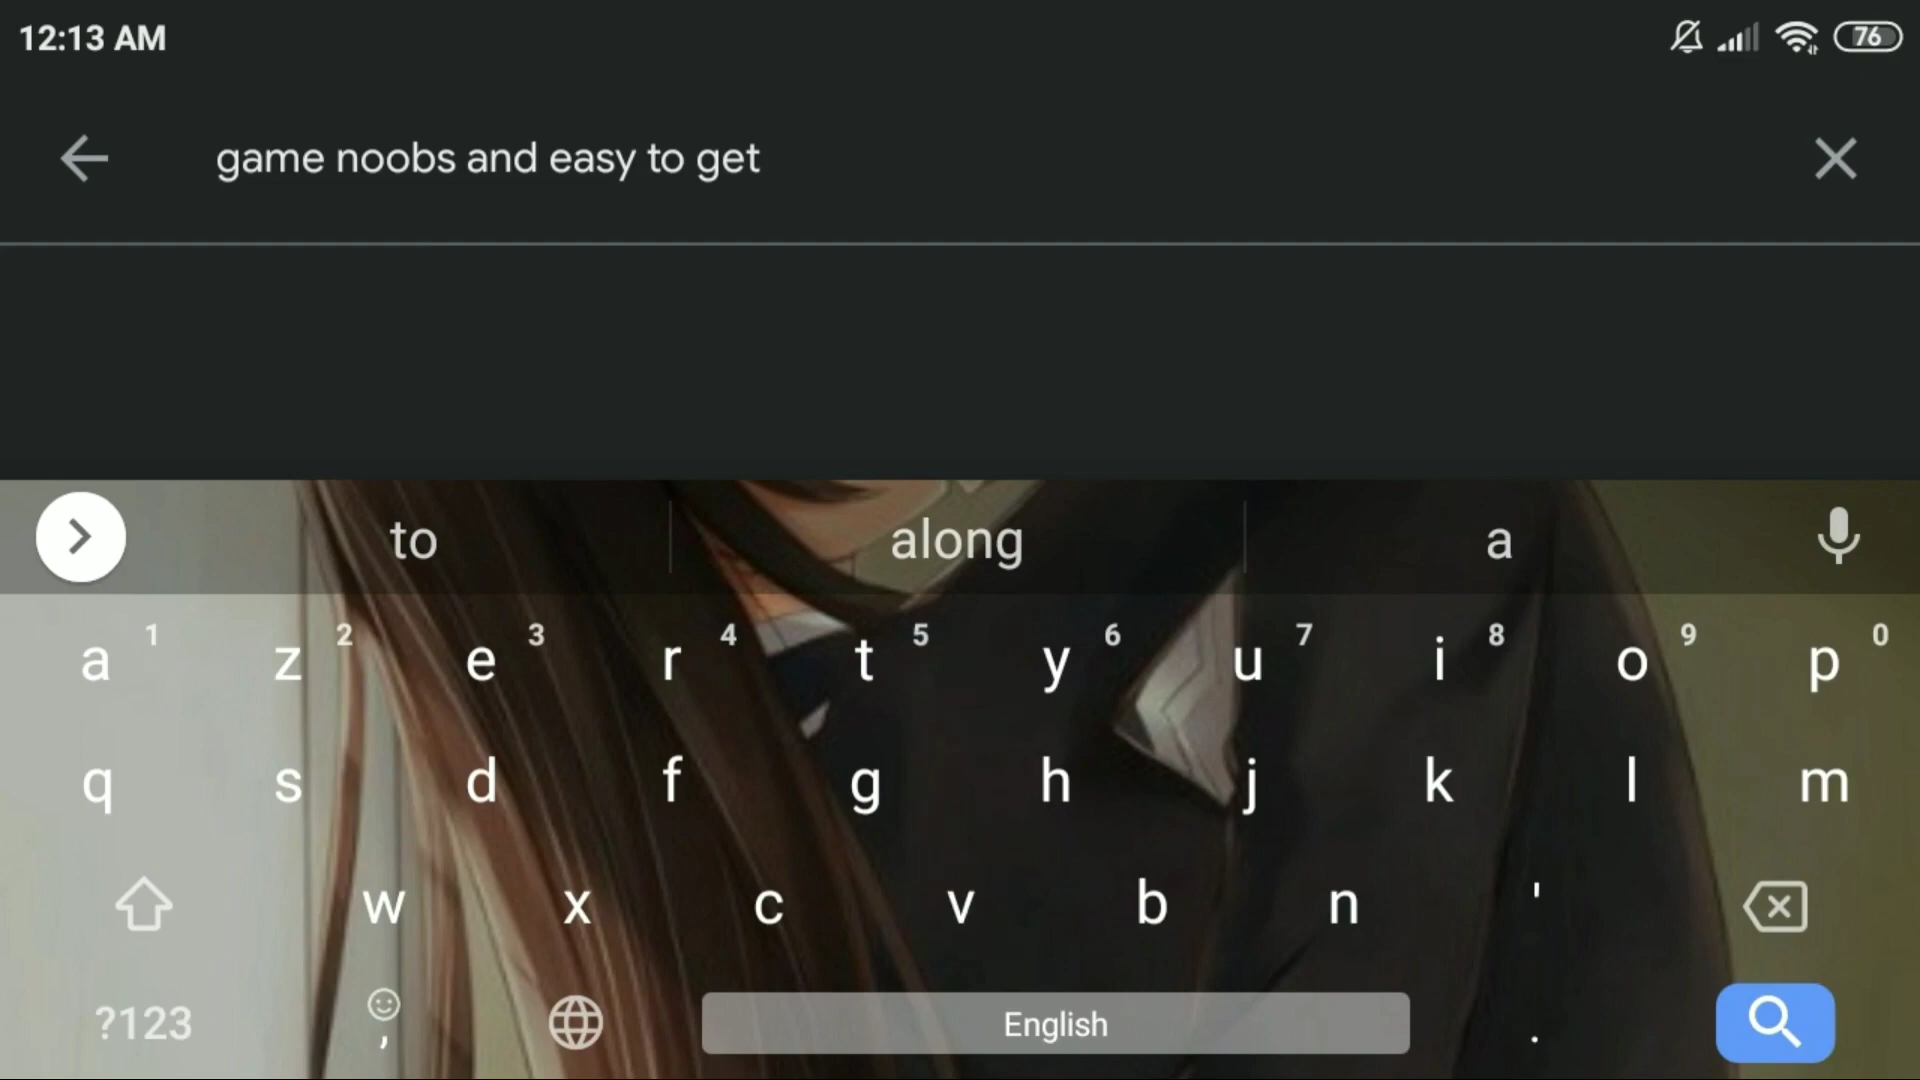 12:13 AM
76
game noobs and easy to get
to along a
a 1 z 2 e 3 r 4 t 5 y 6 u 7 i 8 o 9 p 0
q s d f g h j k l m
w x c v b n '
?123 , English .